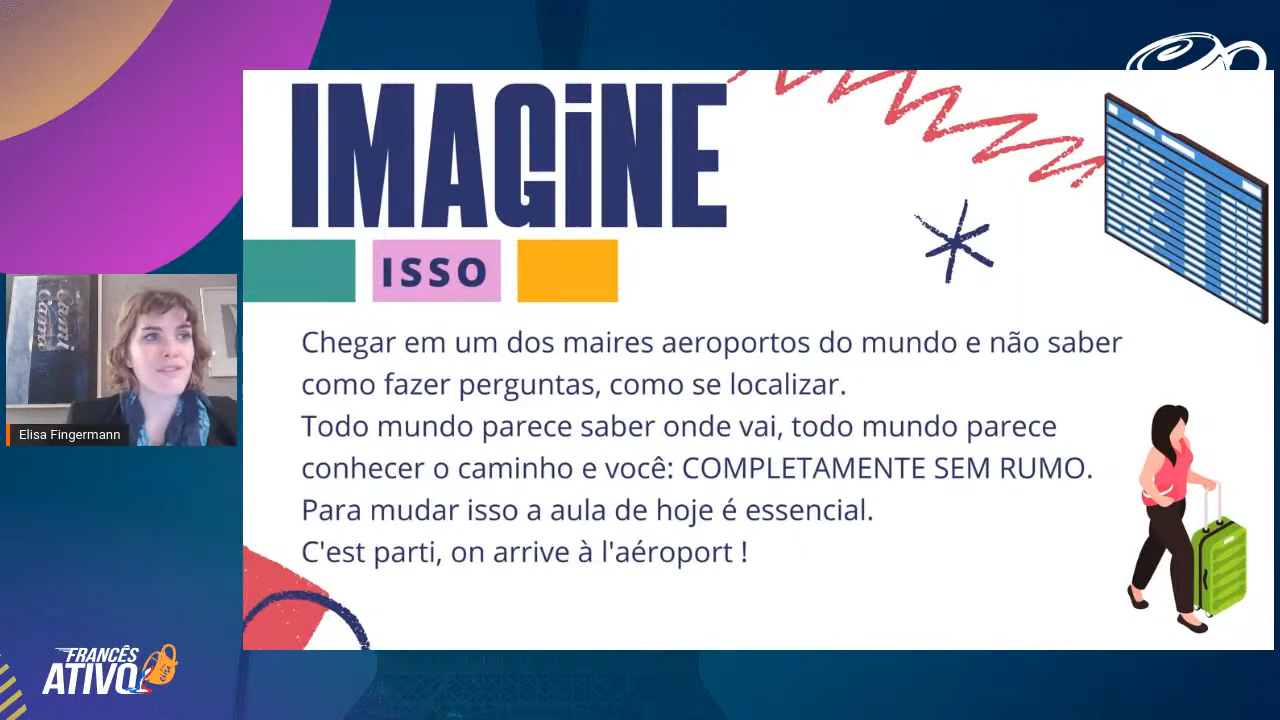 IMAGiNE
ISSO
Chegar em um dos maires aeroportos do mundo e não saber
como fazer perguntas, como se localizar.
Todo mundo parece saber onde vai, todo mundo parece
conhecer o caminho e você: COMPLETAMENTE SEM RUMO.
Para mudar isso a aula de hoje é essencial.
C'est parti, on arrive à l'aéroport !
Elisa Fingermann
FRANCÊS
ATIVO